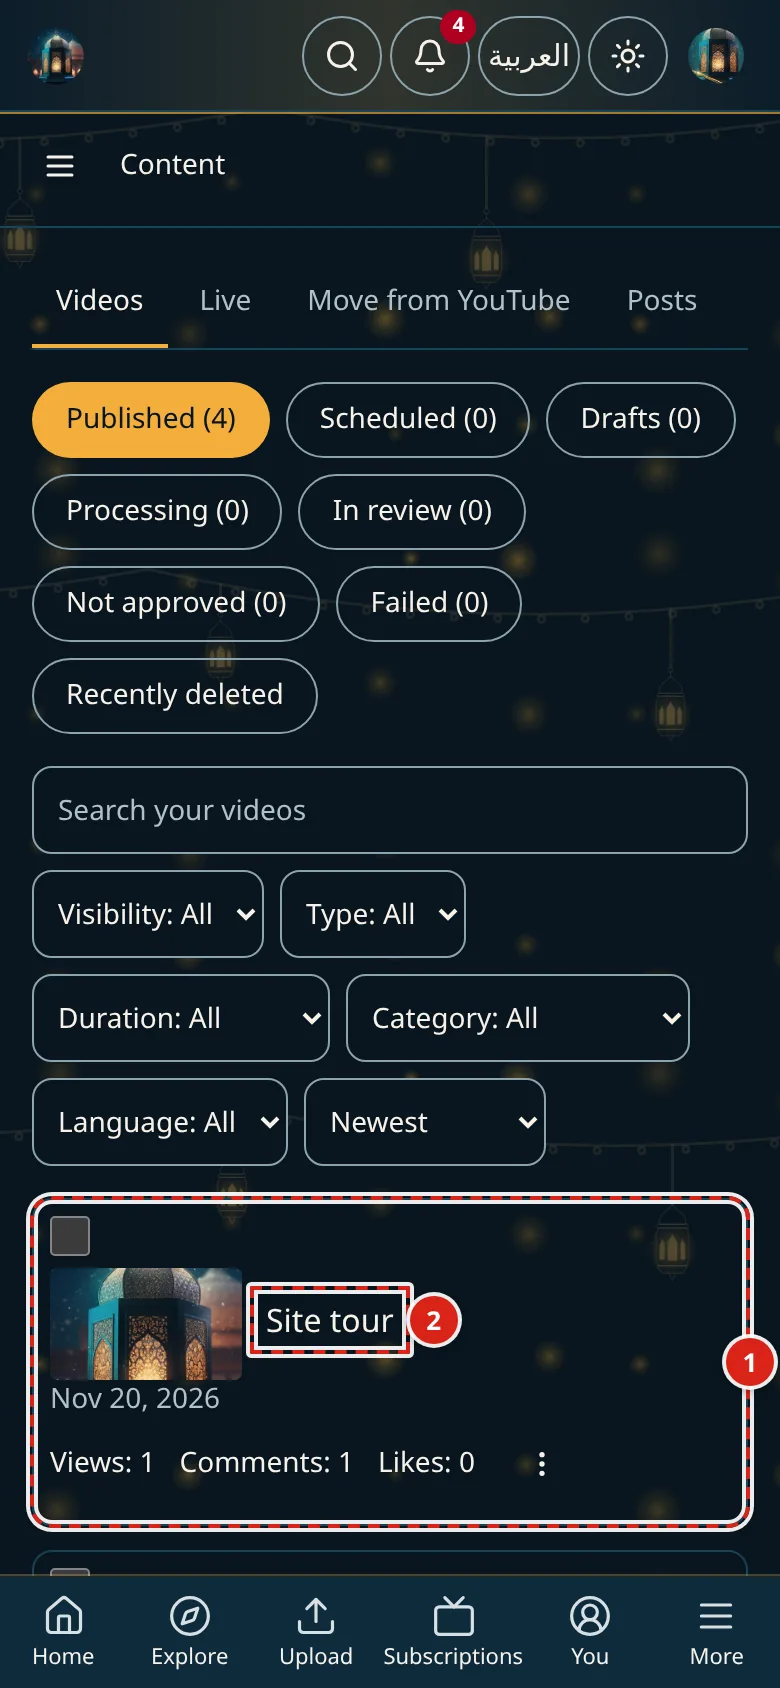 4
العربية
Content
Videos Live Move from YouTube Posts
Published (4) Scheduled (0) Drafts (0)
Processing (0) In review (0)
Not approved (0) Failed (0)
Recently deleted
Search your videos
Visibility: All Type: All
Duration: All Category: All
Language: All Newest
Site tour 2
1
Nov 20, 2026
Views: 1 Comments: 1 Likes: 0
Home Explore Upload Subscriptions You More